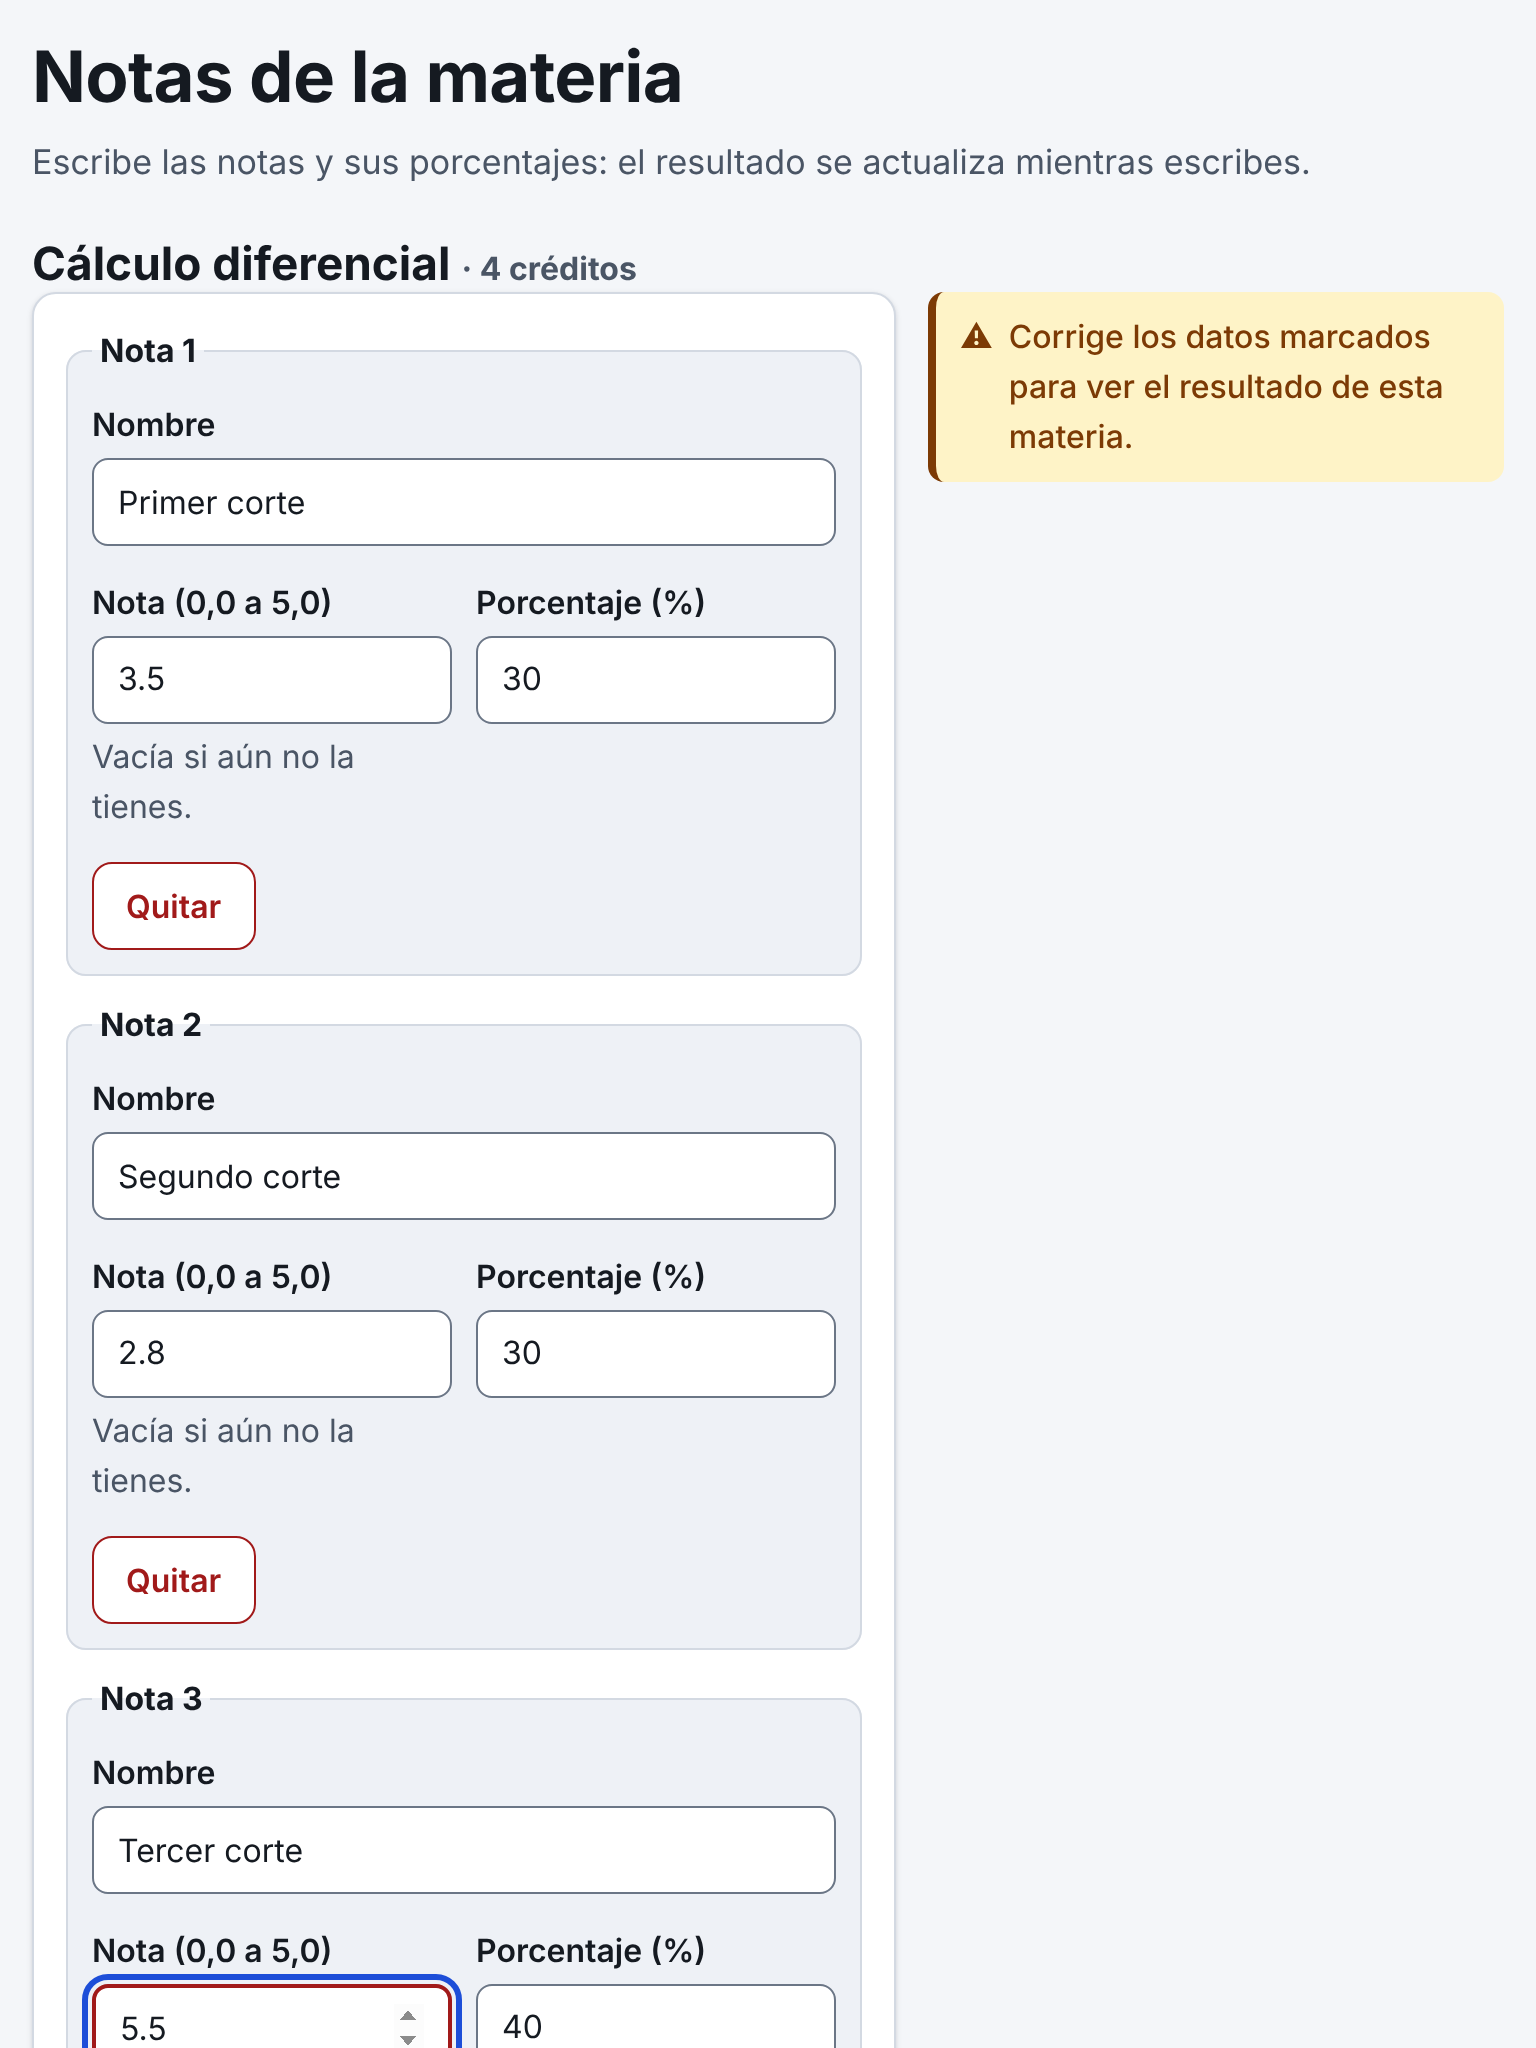 Notas de la materia
Escribe las notas y sus porcentajes: el resultado se actualiza mientras escribes.
Cálculo diferencial · 4 créditos
Nota 1
Nombre
Primer corte
Nota (0,0 a 5,0) Porcentaje (%)
3.5 30
Vacía si aún no la
tienes.
Quitar
Nota 2
Nombre
Segundo corte
Nota (0,0 a 5,0) Porcentaje (%)
2.8 30
Vacía si aún no la
tienes.
Quitar
Nota 3
Nombre
Tercer corte
Nota (0,0 a 5,0) Porcentaje (%)
5.5 40
Corrige los datos marcados
para ver el resultado de esta
materia.